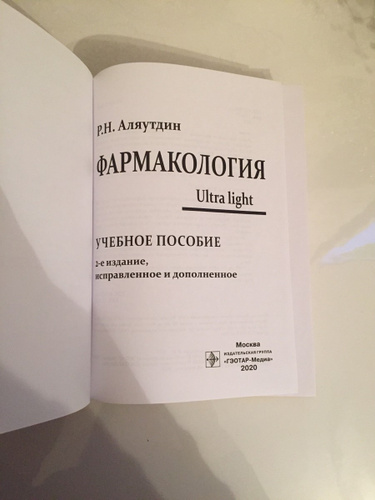 Р.Н. Аляутдин
ФАРМАКОЛОГИЯ
Ultra light
УЧЕБНОЕ ПОСОБИЕ
2-е издание,
исправленное и дополненное
Москва
ИЗДАТЕЛЬСКАЯ ГРУППА
«ГЭОТАР-Медиа»
2020